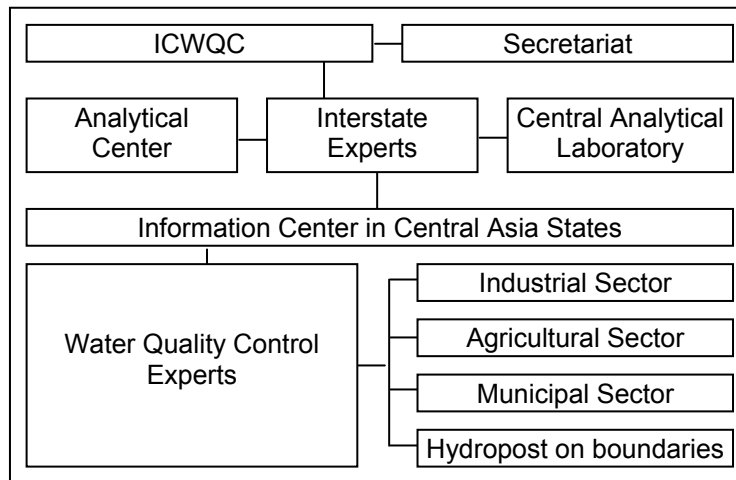 ICWQC
Secretariat
Analytical
Center
Interstate
Experts
Central Analytical
Laboratory
Information Center in Central Asia States
Water Quality Control
Experts
Industrial Sector
Agricultural Sector
Municipal Sector
Hydropost on boundaries